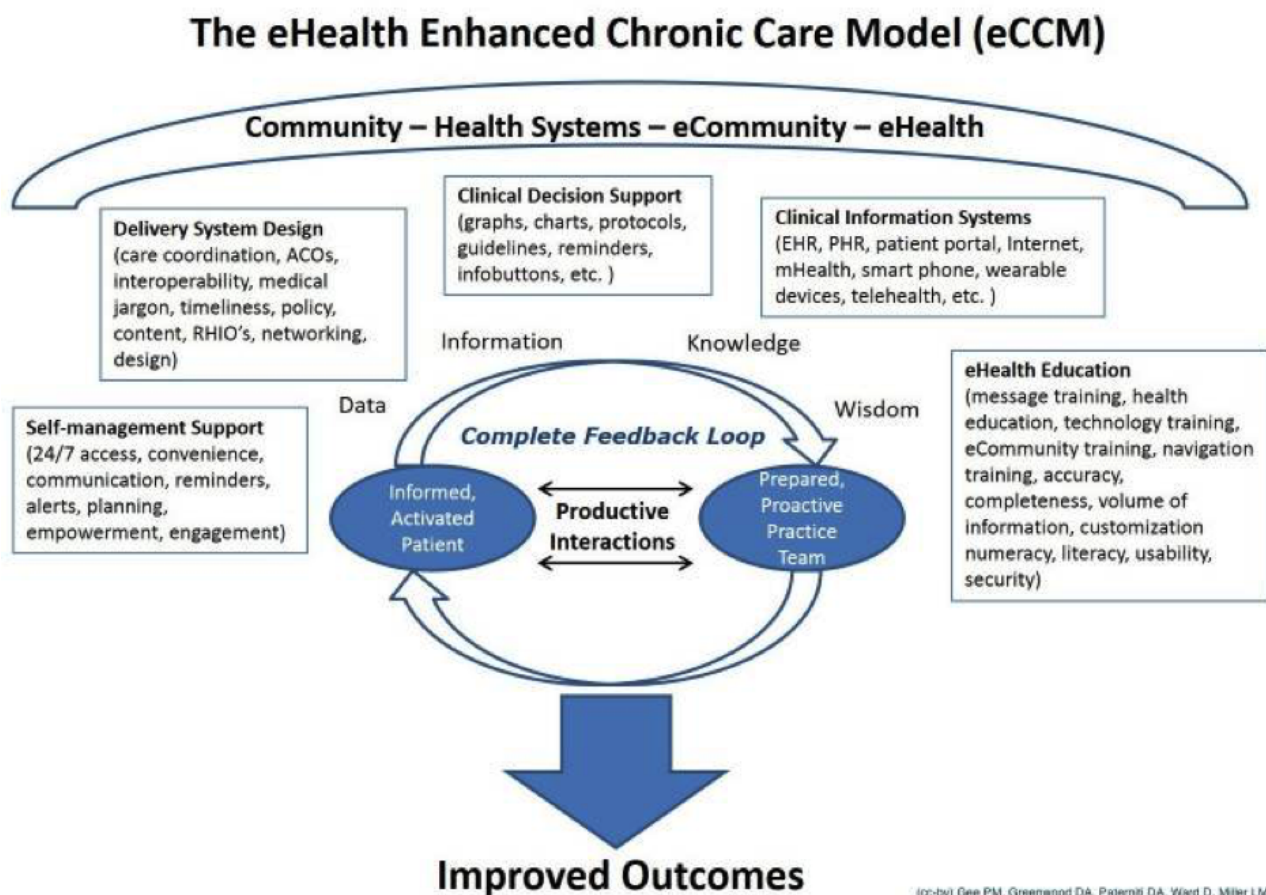 The eHealth Enhanced Chronic Care Model (eCCM)
Community – Health Systems – eCommunity – eHealth
Delivery System Design
(care coordination, ACOs,
interoperability, medical
jargon, timeliness, policy,
content, RHIO's, networking,
design)
Clinical Decision Support
(graphs, charts, protocols,
guidelines, reminders,
infobuttons, etc. )
Clinical Information Systems
(EHR, PHR, patient portal, Internet,
mHealth, smart phone, wearable
devices, telehealth, etc. )
Self-management Support
(24/7 access, convenience,
communication, reminders,
alerts, planning,
empowerment, engagement)
Data
Information
Knowledge
Wisdom
eHealth Education
(message training, health
education, technology training,
eCommunity training, navigation
training, accuracy,
completeness, volume of
information, customization
numeracy, literacy, usability,
security)
Complete Feedback Loop
Informed,
Activated
Patient
Productive
Interactions
Prepared,
Proactive
Practice
Team
Improved Outcomes
(cc-by) Gee PM, Greenwood DA, Paterniti DA, Ward D, Miller LM